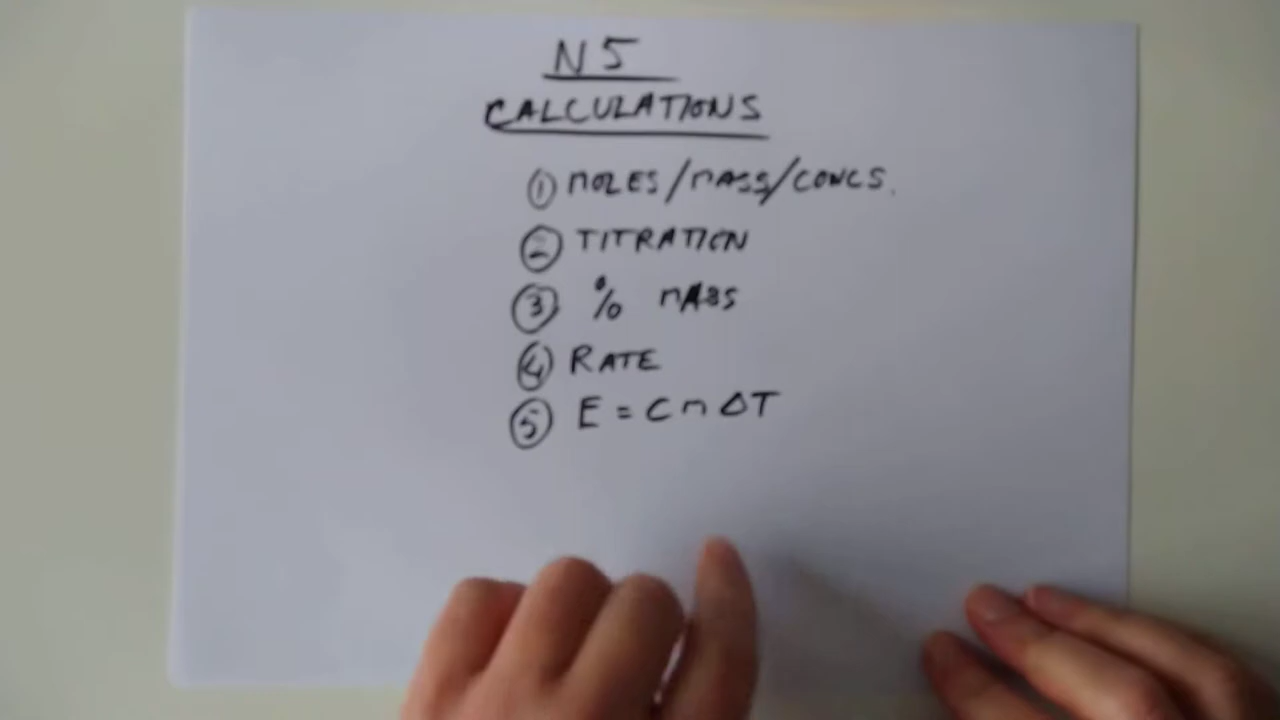 N5
CALCULATIONS
① MOLES/MASS/CONCS.
② TITRATION
③ % MASS
④ RATE
⑤ E = cmΔT